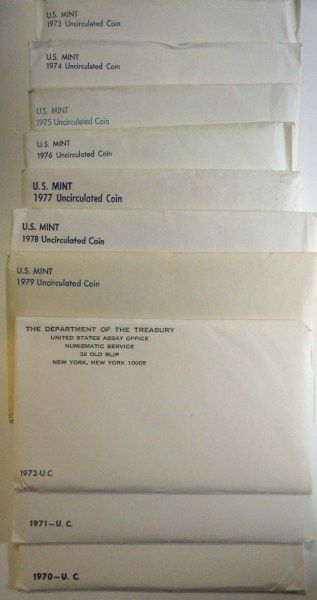 U.S. MINT
1973 Uncirculated Coin
U.S. MINT
1974 Uncirculated Coin
U.S. MINT
1975 Uncirculated Coin
U.S. MINT
1976 Uncirculated Coin
U.S. MINT
1977 Uncirculated Coin
U.S. MINT
1978 Uncirculated Coin
U.S. MINT
1979 Uncirculated Coin
THE DEPARTMENT OF THE TREASURY
UNITED STATES ASSAY OFFICE
NUMISMATIC SERVICE
32 OLD SLIP
NEW YORK, NEW YORK 10005
1972-U.C.
1971-U.C.
1970-U.C.